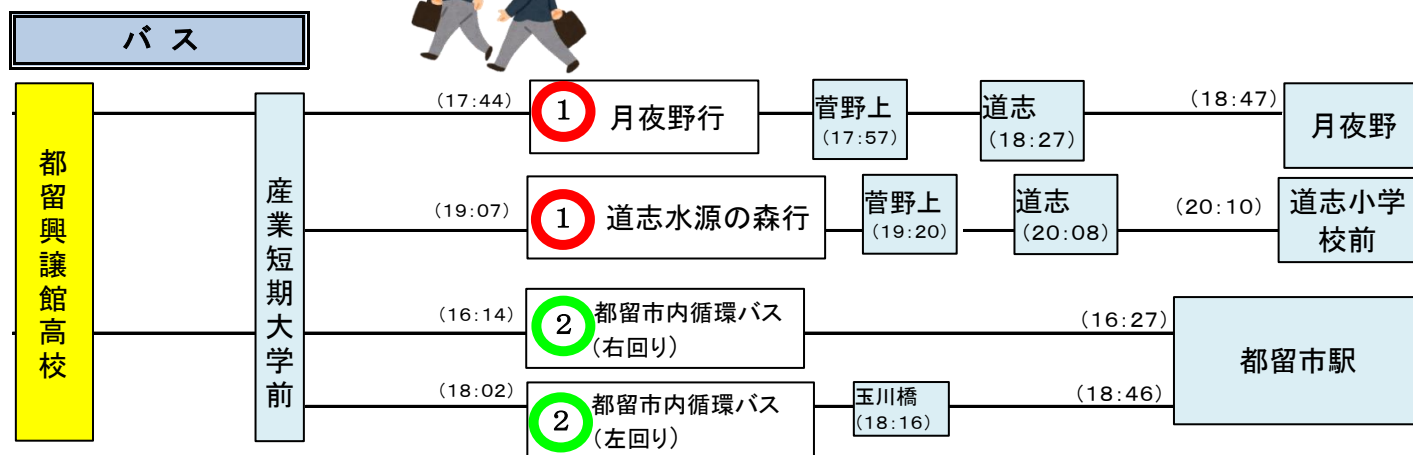 バス
都留興譲館高校
産業短期大学前
(17:44)
① 月夜野行
菅野上
(17:57)
道志
(18:27)
(18:47)
月夜野
(19:07)
① 道志水源の森行
菅野上
(19:20)
道志
(20:08)
(20:10)
道志小学
校前
(16:14)
② 都留市内循環バス
(右回り)
(16:27)
都留市駅
(18:02)
② 都留市内循環バス
(左回り)
玉川橋
(18:16)
(18:46)